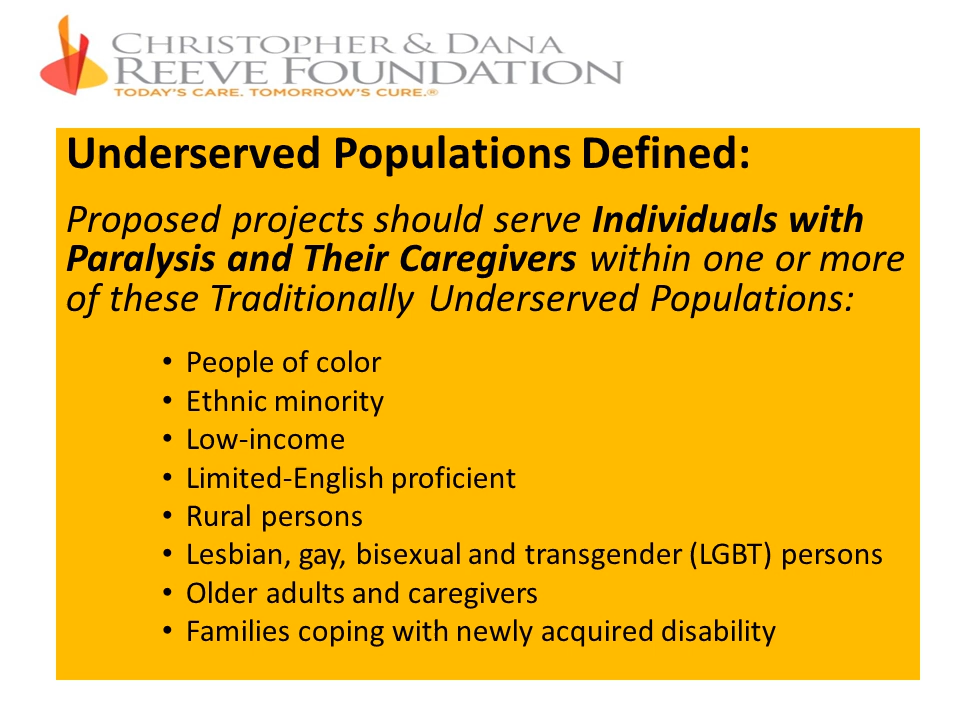 CHRISTOPHER & DANA
REEVE FOUNDATION
TODAY'S CARE. TOMORROW'S CURE.®
Underserved Populations Defined:
Proposed projects should serve Individuals with
Paralysis and Their Caregivers within one or more
of these Traditionally Underserved Populations:
• People of color
• Ethnic minority
• Low-income
• Limited-English proficient
• Rural persons
• Lesbian, gay, bisexual and transgender (LGBT) persons
• Older adults and caregivers
• Families coping with newly acquired disability